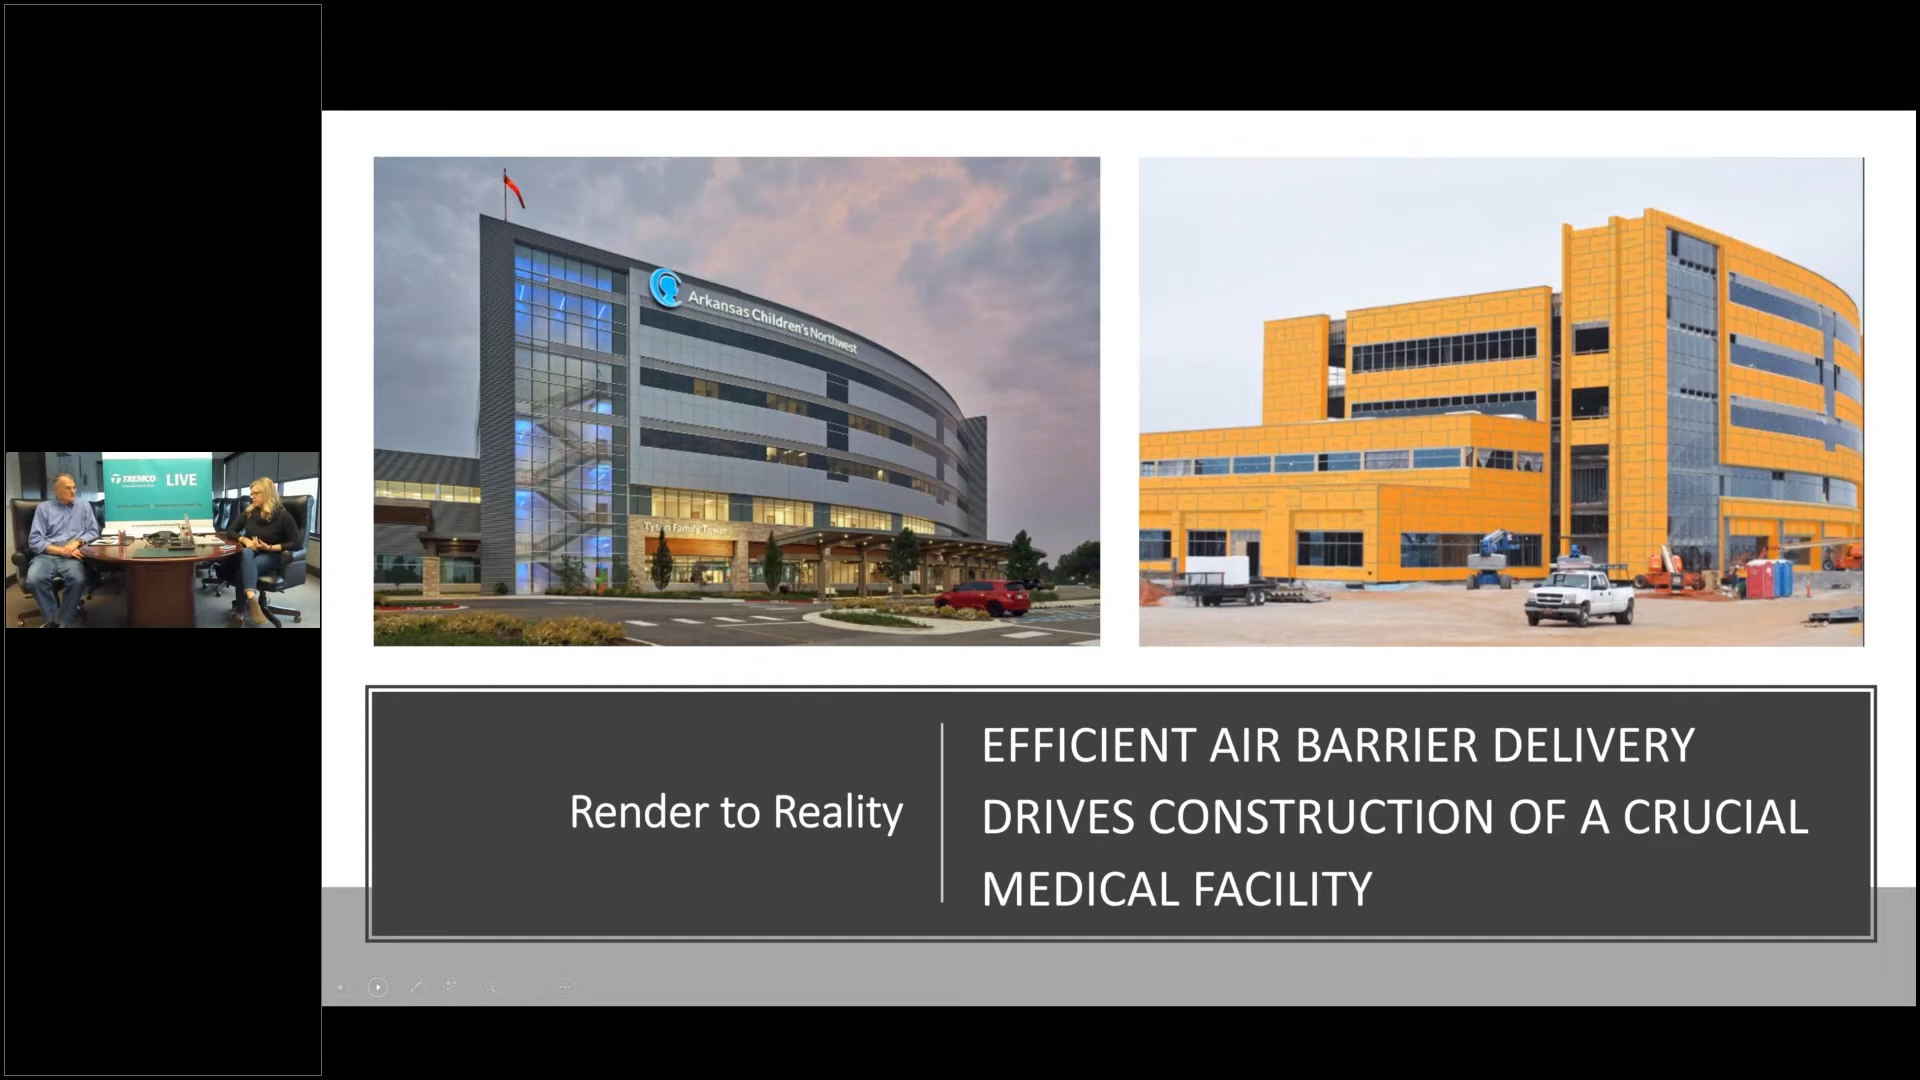 TREMCO LIVE
Arkansas Children's Northwest
Tyson Family Tower
Render to Reality
EFFICIENT AIR BARRIER DELIVERY
DRIVES CONSTRUCTION OF A CRUCIAL
MEDICAL FACILITY